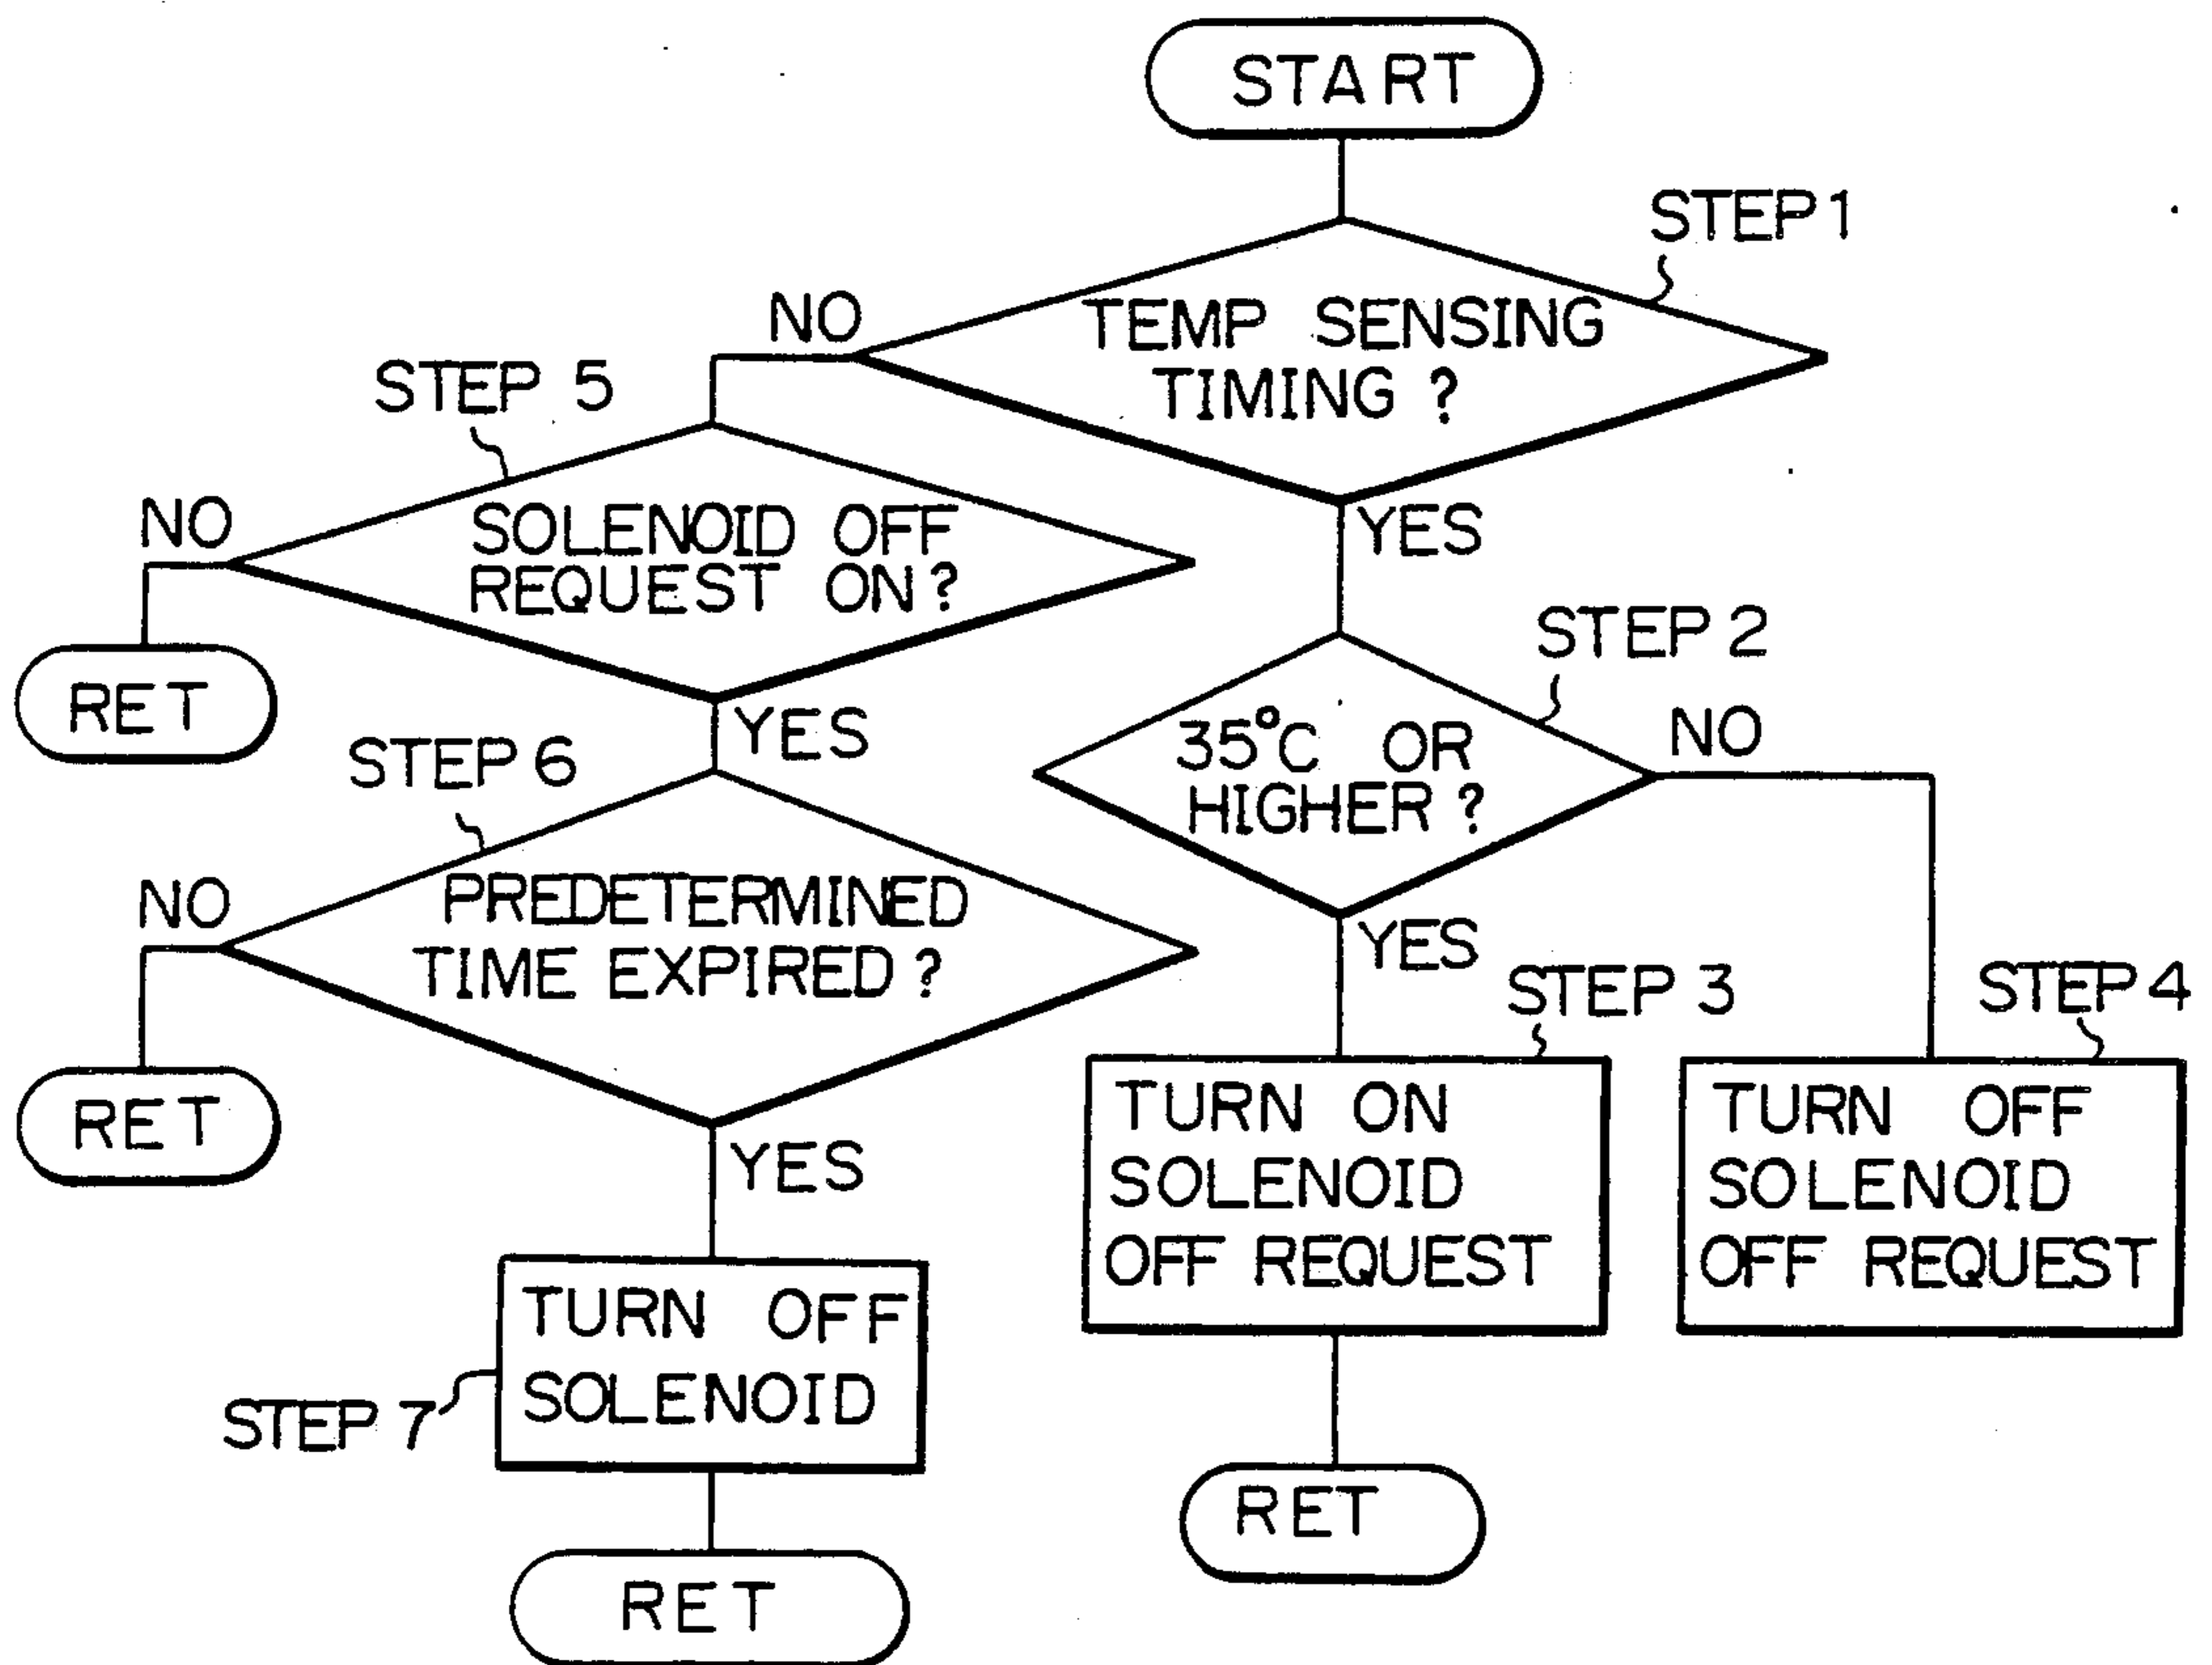 START
STEP 1
TEMP SENSING
TIMING ?
NO
YES
STEP 5
SOLENOID OFF
REQUEST ON ?
NO
RET
YES
STEP 6
PREDETERMINED
TIME EXPIRED ?
NO
RET
YES
TURN OFF
SOLENOID
STEP 7
RET
STEP 2
35°C OR
HIGHER ?
NO
YES
STEP 3
TURN ON
SOLENOID
OFF REQUEST
RET
STEP 4
TURN OFF
SOLENOID
OFF REQUEST